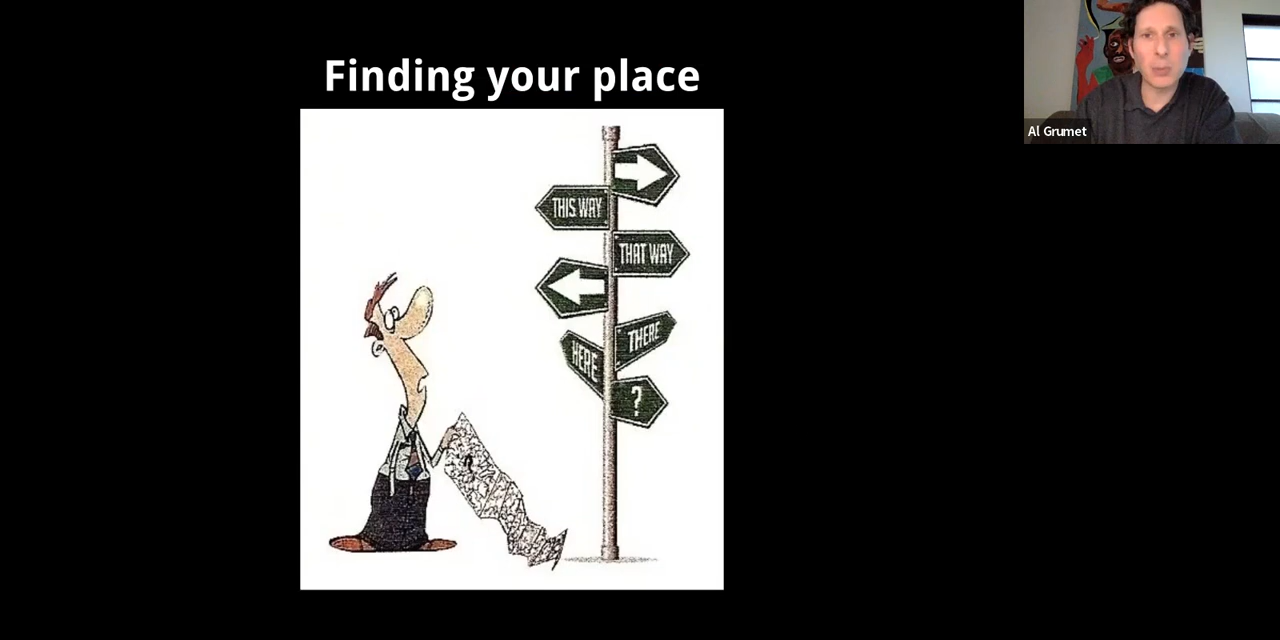 Finding your place
THIS WAY
THAT WAY
THERE
HERE
?
Al Grumet